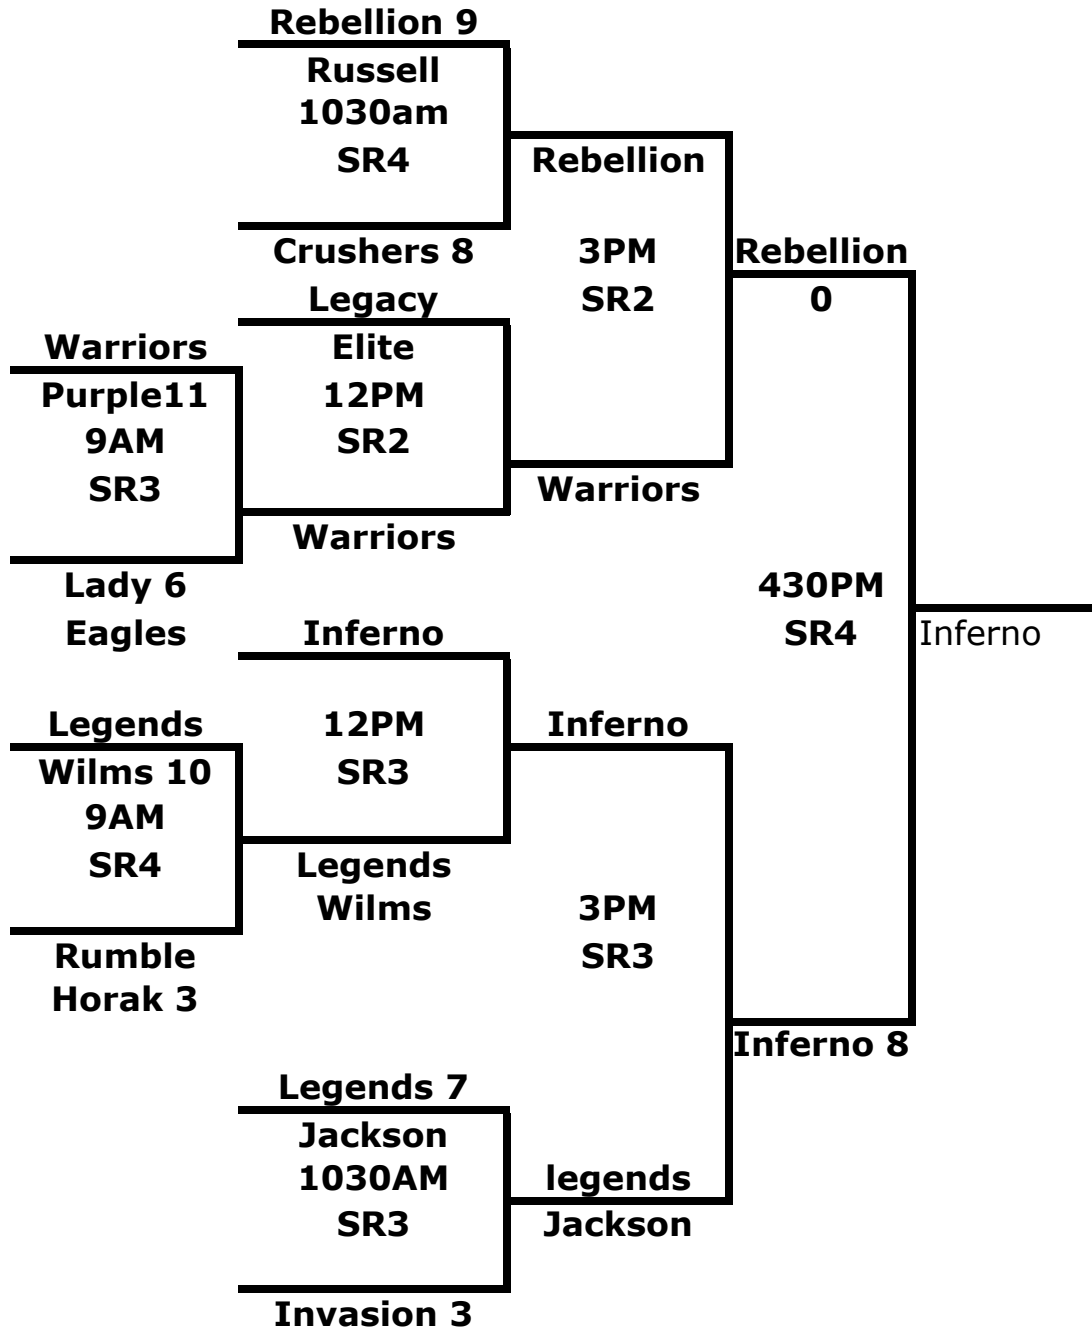 Rebellion 9
Russell
1030am
SR4
Rebellion
Crushers 8
3PM
Rebellion
Legacy
SR2
0
Warriors
Elite
Purple11
12PM
9AM
SR2
SR3
Warriors
Warriors
Lady 6
430PM
Eagles
Inferno
SR4
Inferno
Legends
12PM
Inferno
Wilms 10
SR3
9AM
SR4
Legends
Wilms
3PM
Rumble
SR3
Horak 3
Inferno 8
Legends 7
Jackson
1030AM
legends
SR3
Jackson
Invasion 3